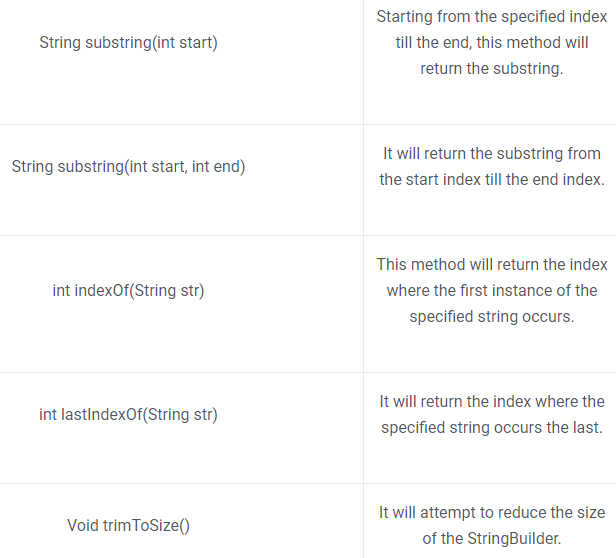 String substring(int start)
Starting from the specified index
till the end, this method will
return the substring.
String substring(int start, int end)
It will return the substring from
the start index till the end index.
int indexOf(String str)
This method will return the index
where the first instance of the
specified string occurs.
int lastIndexOf(String str)
It will return the index where the
specified string occurs the last.
Void trimToSize()
It will attempt to reduce the size
of the StringBuilder.